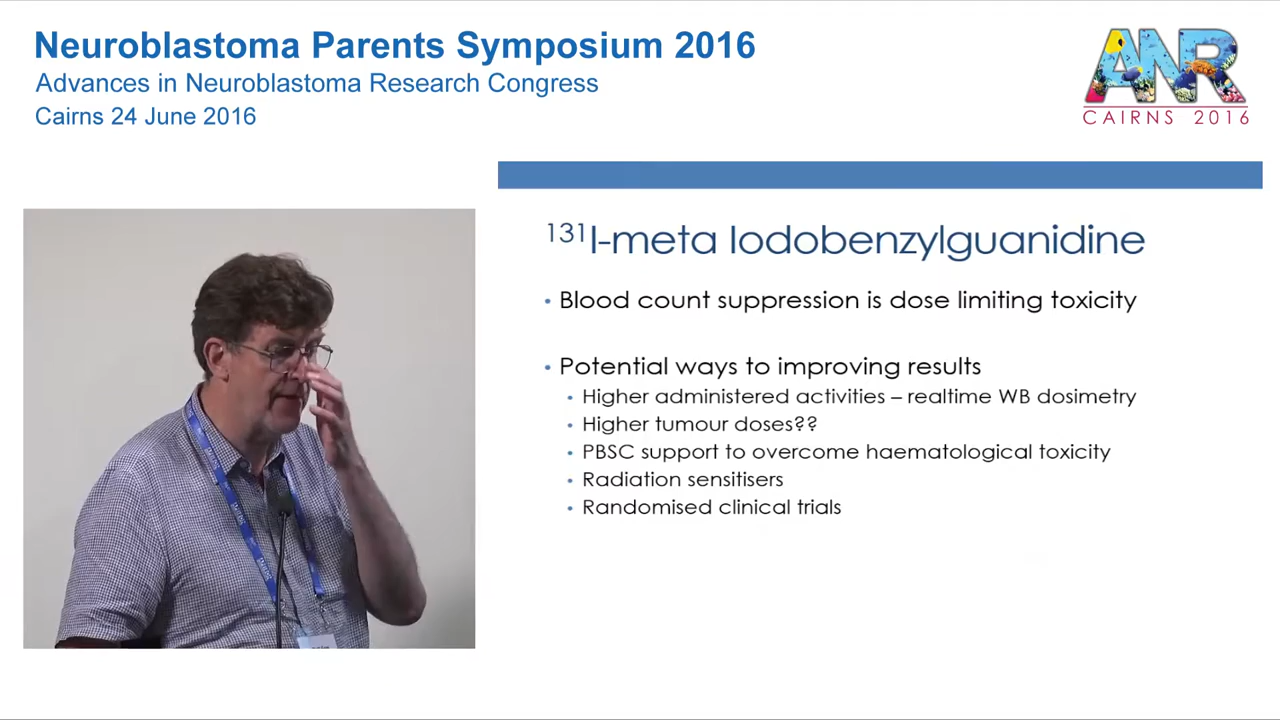 Neuroblastoma Parents Symposium 2016
Advances in Neuroblastoma Research Congress
Cairns 24 June 2016
ANR
CAIRNS 2016
131I-meta Iodobenzylguanidine
• Blood count suppression is dose limiting toxicity
• Potential ways to improving results
• Higher administered activities – realtime WB dosimetry
• Higher tumour doses??
• PBSC support to overcome haematological toxicity
• Radiation sensitisers
• Randomised clinical trials